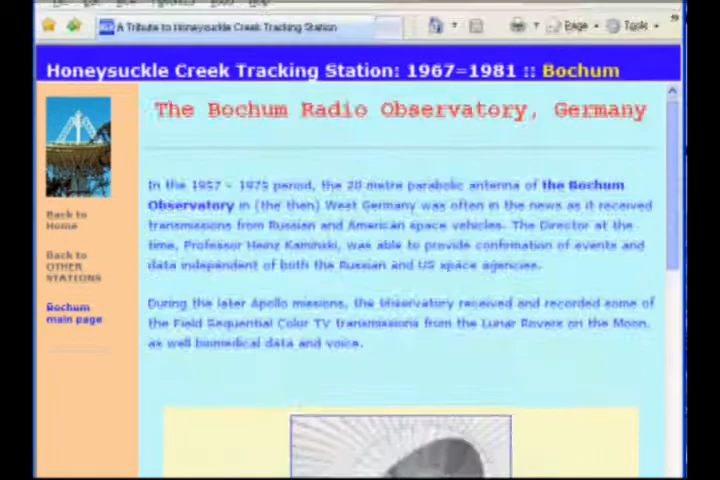 A Tribute to Honeysuckle Creek Tracking Station
Page
Tools
Honeysuckle Creek Tracking Station: 1967=1981 :: Bochum
The Bochum Radio Observatory, Germany
In the 1957 - 1975 period, the 20 metre parabolic antenna of the Bochum
Observatory in (the then) West Germany was often in the news as it received
transmissions from Russian and American space vehicles. The Director at the
time, Professor Heinz Kaminski, was able to provide confirmation of events and
data independent of both the Russian and US space agencies.
During the later Apollo missions, the observatory received and recorded some of
the Field Sequential Color TV transmissions from the Lunar Rovers on the Moon,
as well biomedical data and voice.
Back to
Home
Back to
OTHER
STATIONS
Bochum
main page